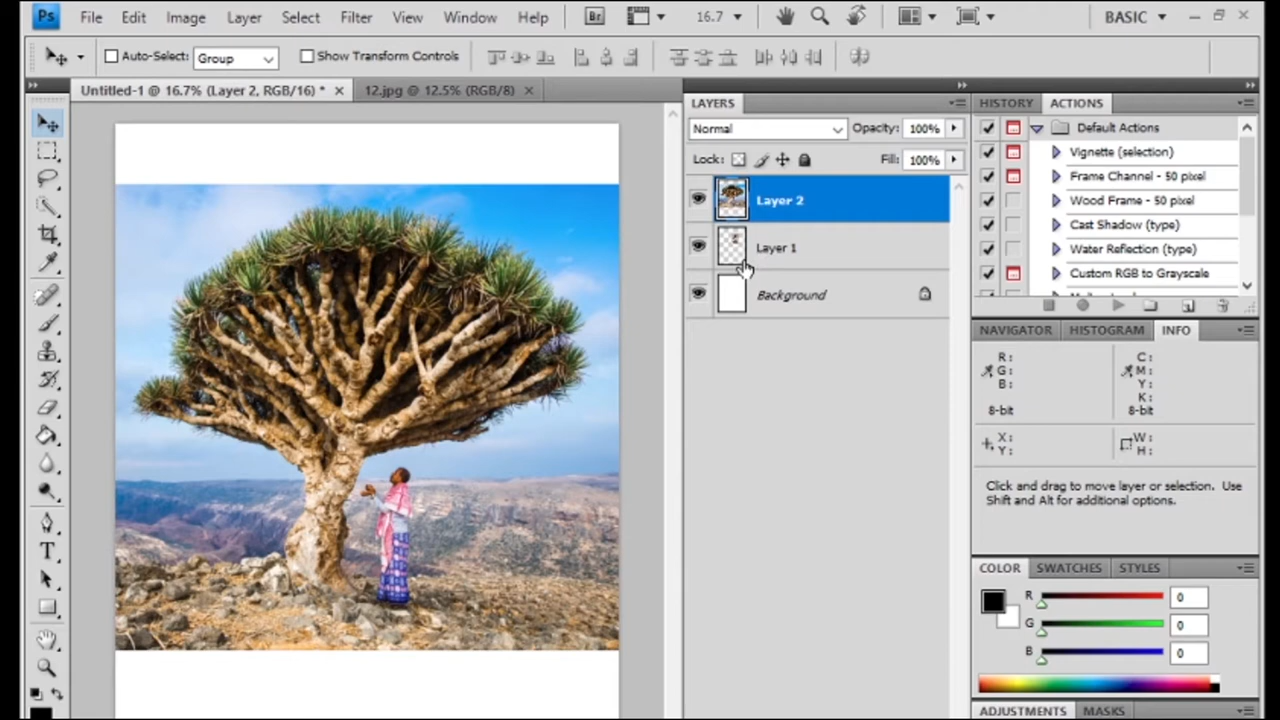 Ps File Edit Image Layer Select Filter View Window Help Br 16.7 BASIC
Auto-Select: Group Show Transform Controls
Untitled-1 @ 16.7% (Layer 2, RGB/16) * × 12.jpg @ 12.5% (RGB/8) ×
LAYERS
Normal Opacity: 100%
Lock: Fill: 100%
Layer 2
Layer 1
Background
HISTORY ACTIONS
Default Actions
Vignette (selection)
Frame Channel - 50 pixel
Wood Frame - 50 pixel
Cast Shadow (type)
Water Reflection (type)
Custom RGB to Grayscale
NAVIGATOR HISTOGRAM INFO
R: C:
G: M:
B: Y:
K:
8-bit 8-bit
X: W:
Y: H:
Click and drag to move layer or selection. Use
Shift and Alt for additional options.
COLOR SWATCHES STYLES
R 0
G 0
B 0
ADJUSTMENTS MASKS
T